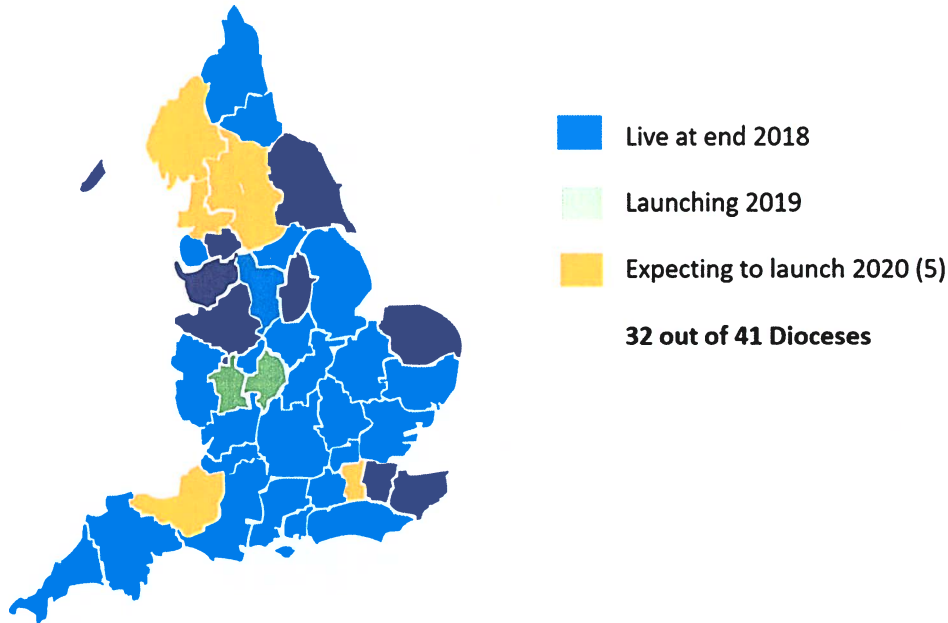 Live at end 2018
Launching 2019
Expecting to launch 2020 (5)
32 out of 41 Dioceses